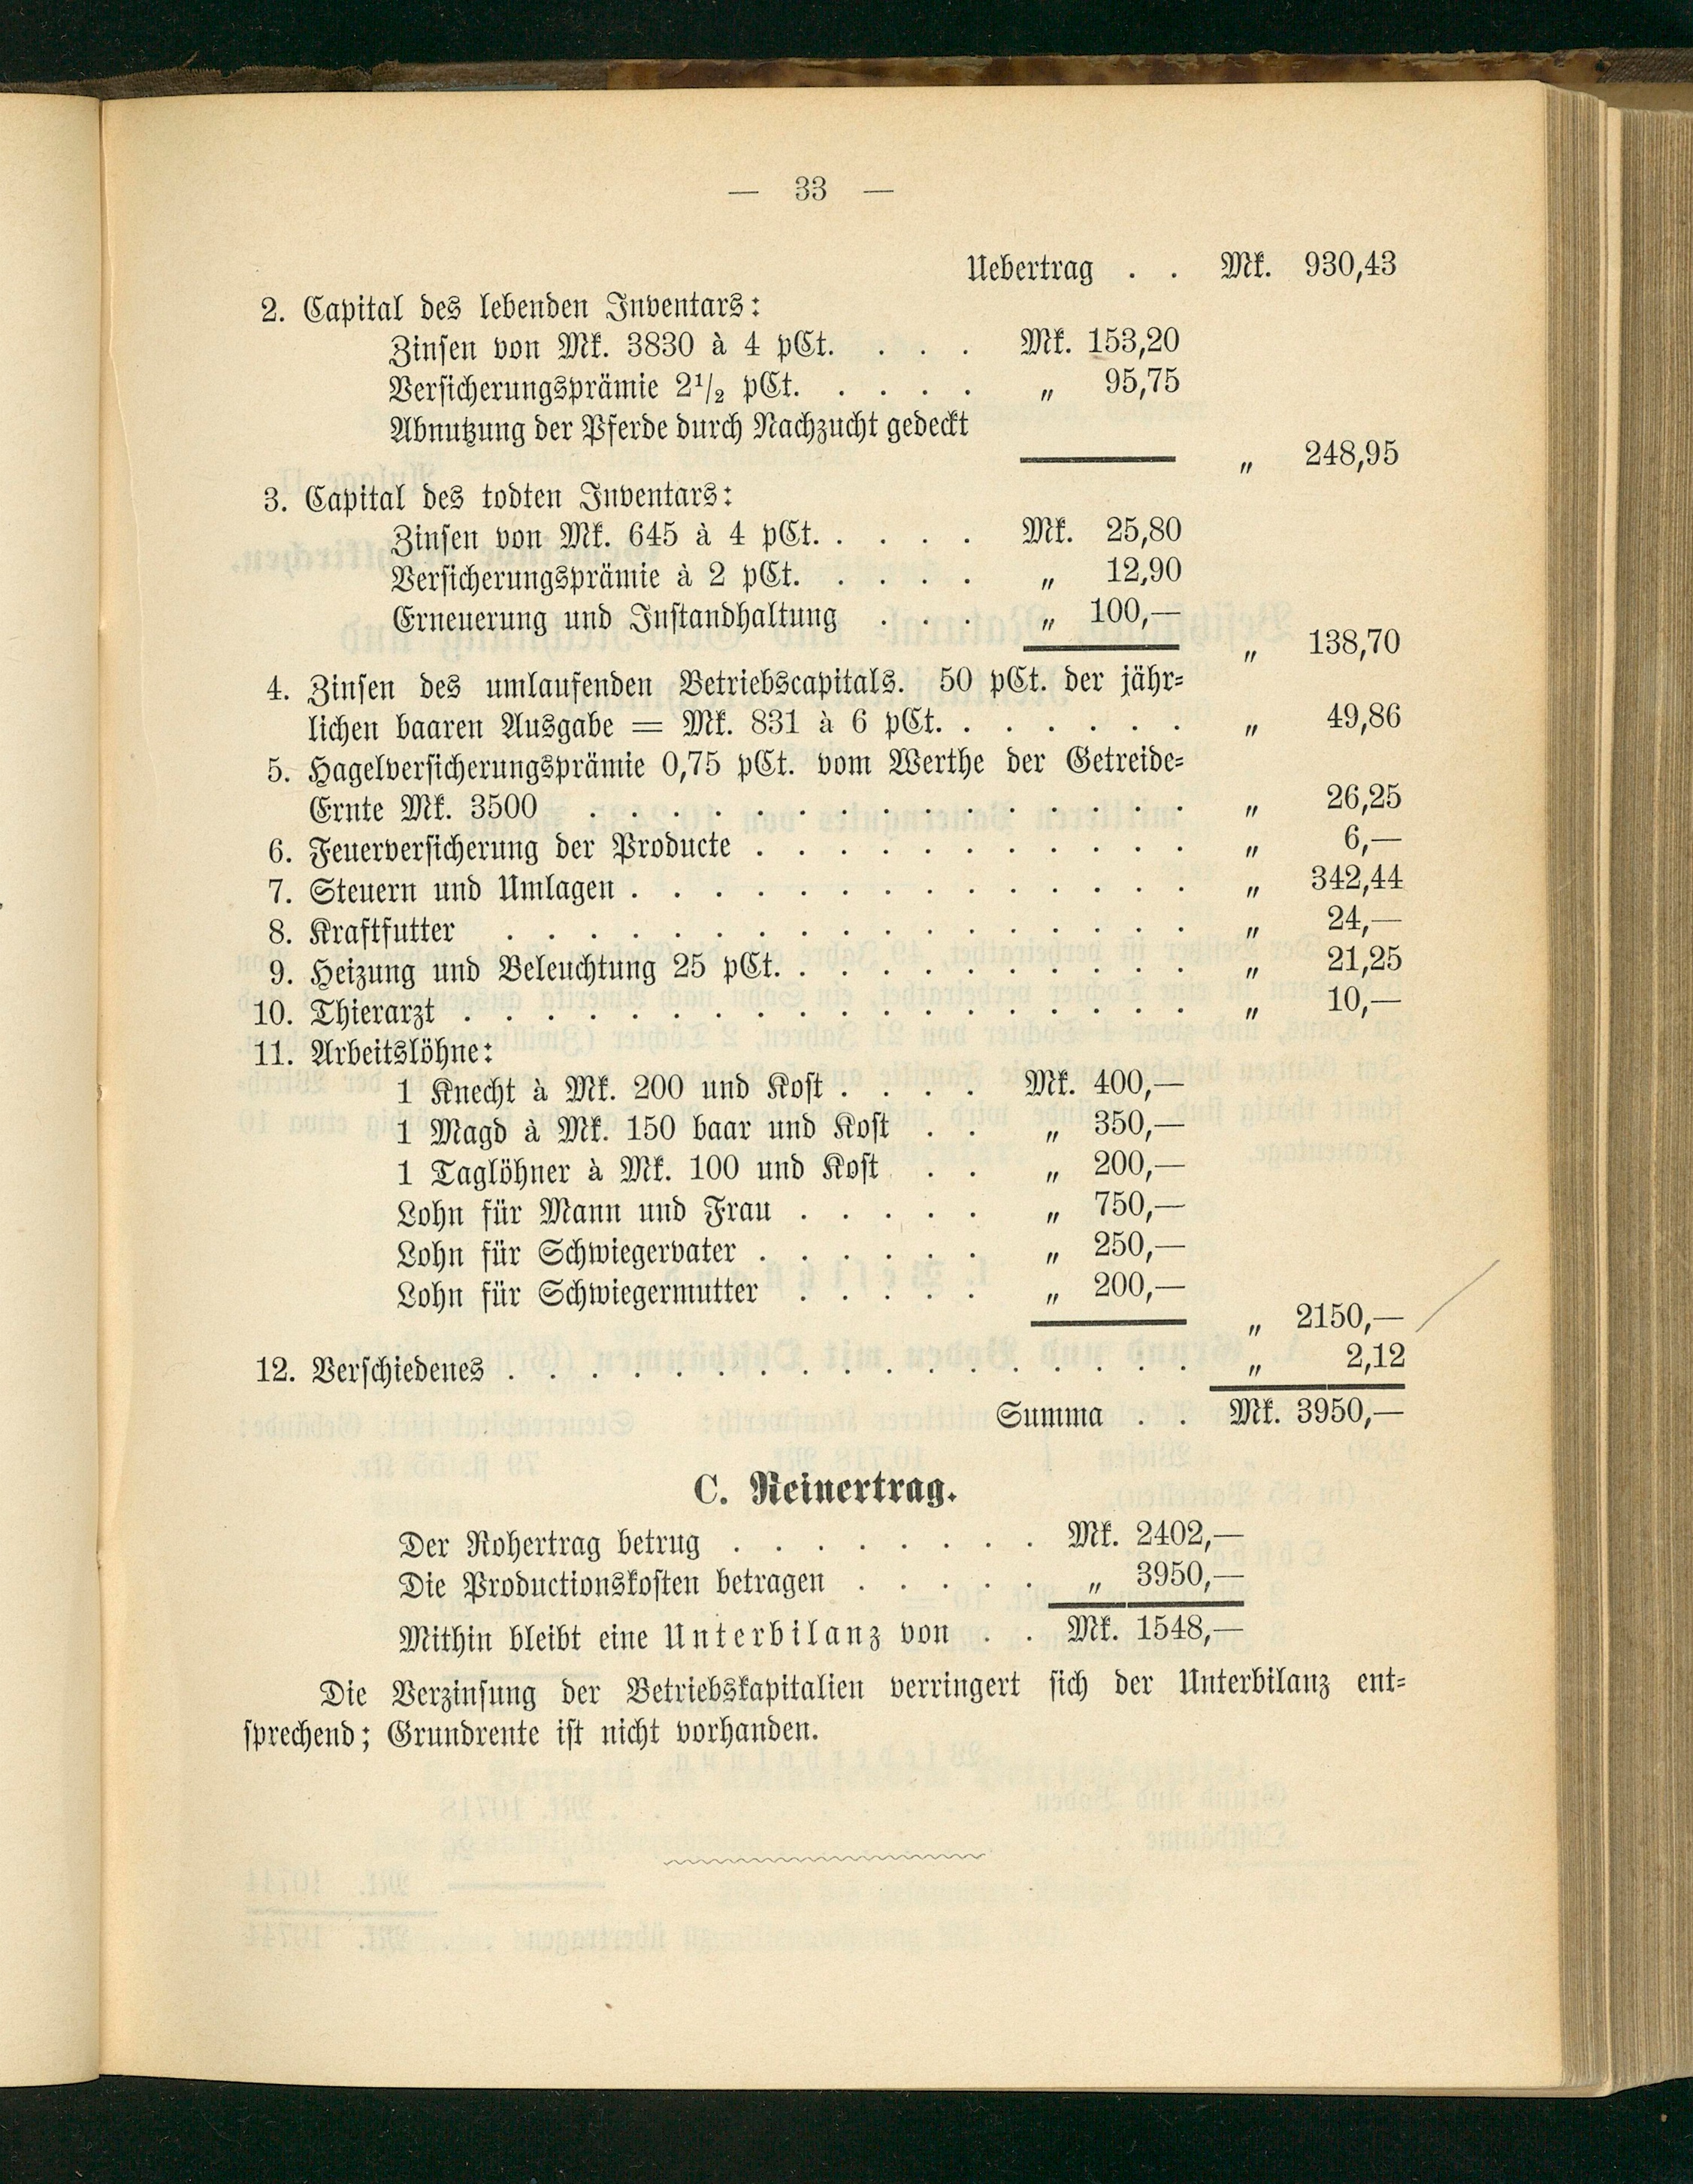 — 33 —
Uebertrag . . Mk. 930,43
2. Capital des lebenden Inventars:
Zinsen von Mk. 3830 à 4 pCt. . . . Mk. 153,20
Versicherungsprämie 2¹/₂ pCt. . . . . „ 95,75
Abnutzung der Pferde durch Nachzucht gedeckt
„ 248,95
3. Capital des todten Inventars:
Zinsen von Mk. 645 à 4 pCt. . . . . Mk. 25,80
Versicherungsprämie à 2 pCt. . . . . „ 12,90
Erneuerung und Instandhaltung . . . „ 100,—
„ 138,70
4. Zinsen des umlaufenden Betriebscapitals. 50 pCt. der jähr-
lichen baaren Ausgabe = Mk. 831 à 6 pCt. . . . . . . „ 49,86
5. Hagelversicherungsprämie 0,75 pCt. vom Werthe der Getreide-
Ernte Mk. 3500 . . . . . . . . . . . . . . . „ 26,25
6. Feuerversicherung der Producte . . . . . . . . . . . „ 6,—
7. Steuern und Umlagen . . . . . . . . . . . . . . „ 342,44
8. Kraftfutter . . . . . . . . . . . . . . . . . „ 24,—
9. Heizung und Beleuchtung 25 pCt. . . . . . . . . . . „ 21,25
10. Thierarzt . . . . . . . . . . . . . . . . . . „ 10,—
11. Arbeitslöhne:
1 Knecht à Mk. 200 und Kost . . . . Mk. 400,—
1 Magd à Mk. 150 baar und Kost . . „ 350,—
1 Taglöhner à Mk. 100 und Kost . . „ 200,—
Lohn für Mann und Frau . . . . . „ 750,—
Lohn für Schwiegervater . . . . . . „ 250,—
Lohn für Schwiegermutter . . . . . „ 200,—
„ 2150,—
12. Verschiedenes . . . . . . . . . . . . . . . . . „ 2,12
Summa . . Mk. 3950,—
C. Reinertrag.
Der Rohertrag betrug . . . . . . . . Mk. 2402,—
Die Productionskosten betragen . . . . . „ 3950,—
Mithin bleibt eine Unterbilanz von . . Mk. 1548,—
Die Verzinsung der Betriebskapitalien verringert sich der Unterbilanz ent-
sprechend; Grundrente ist nicht vorhanden.